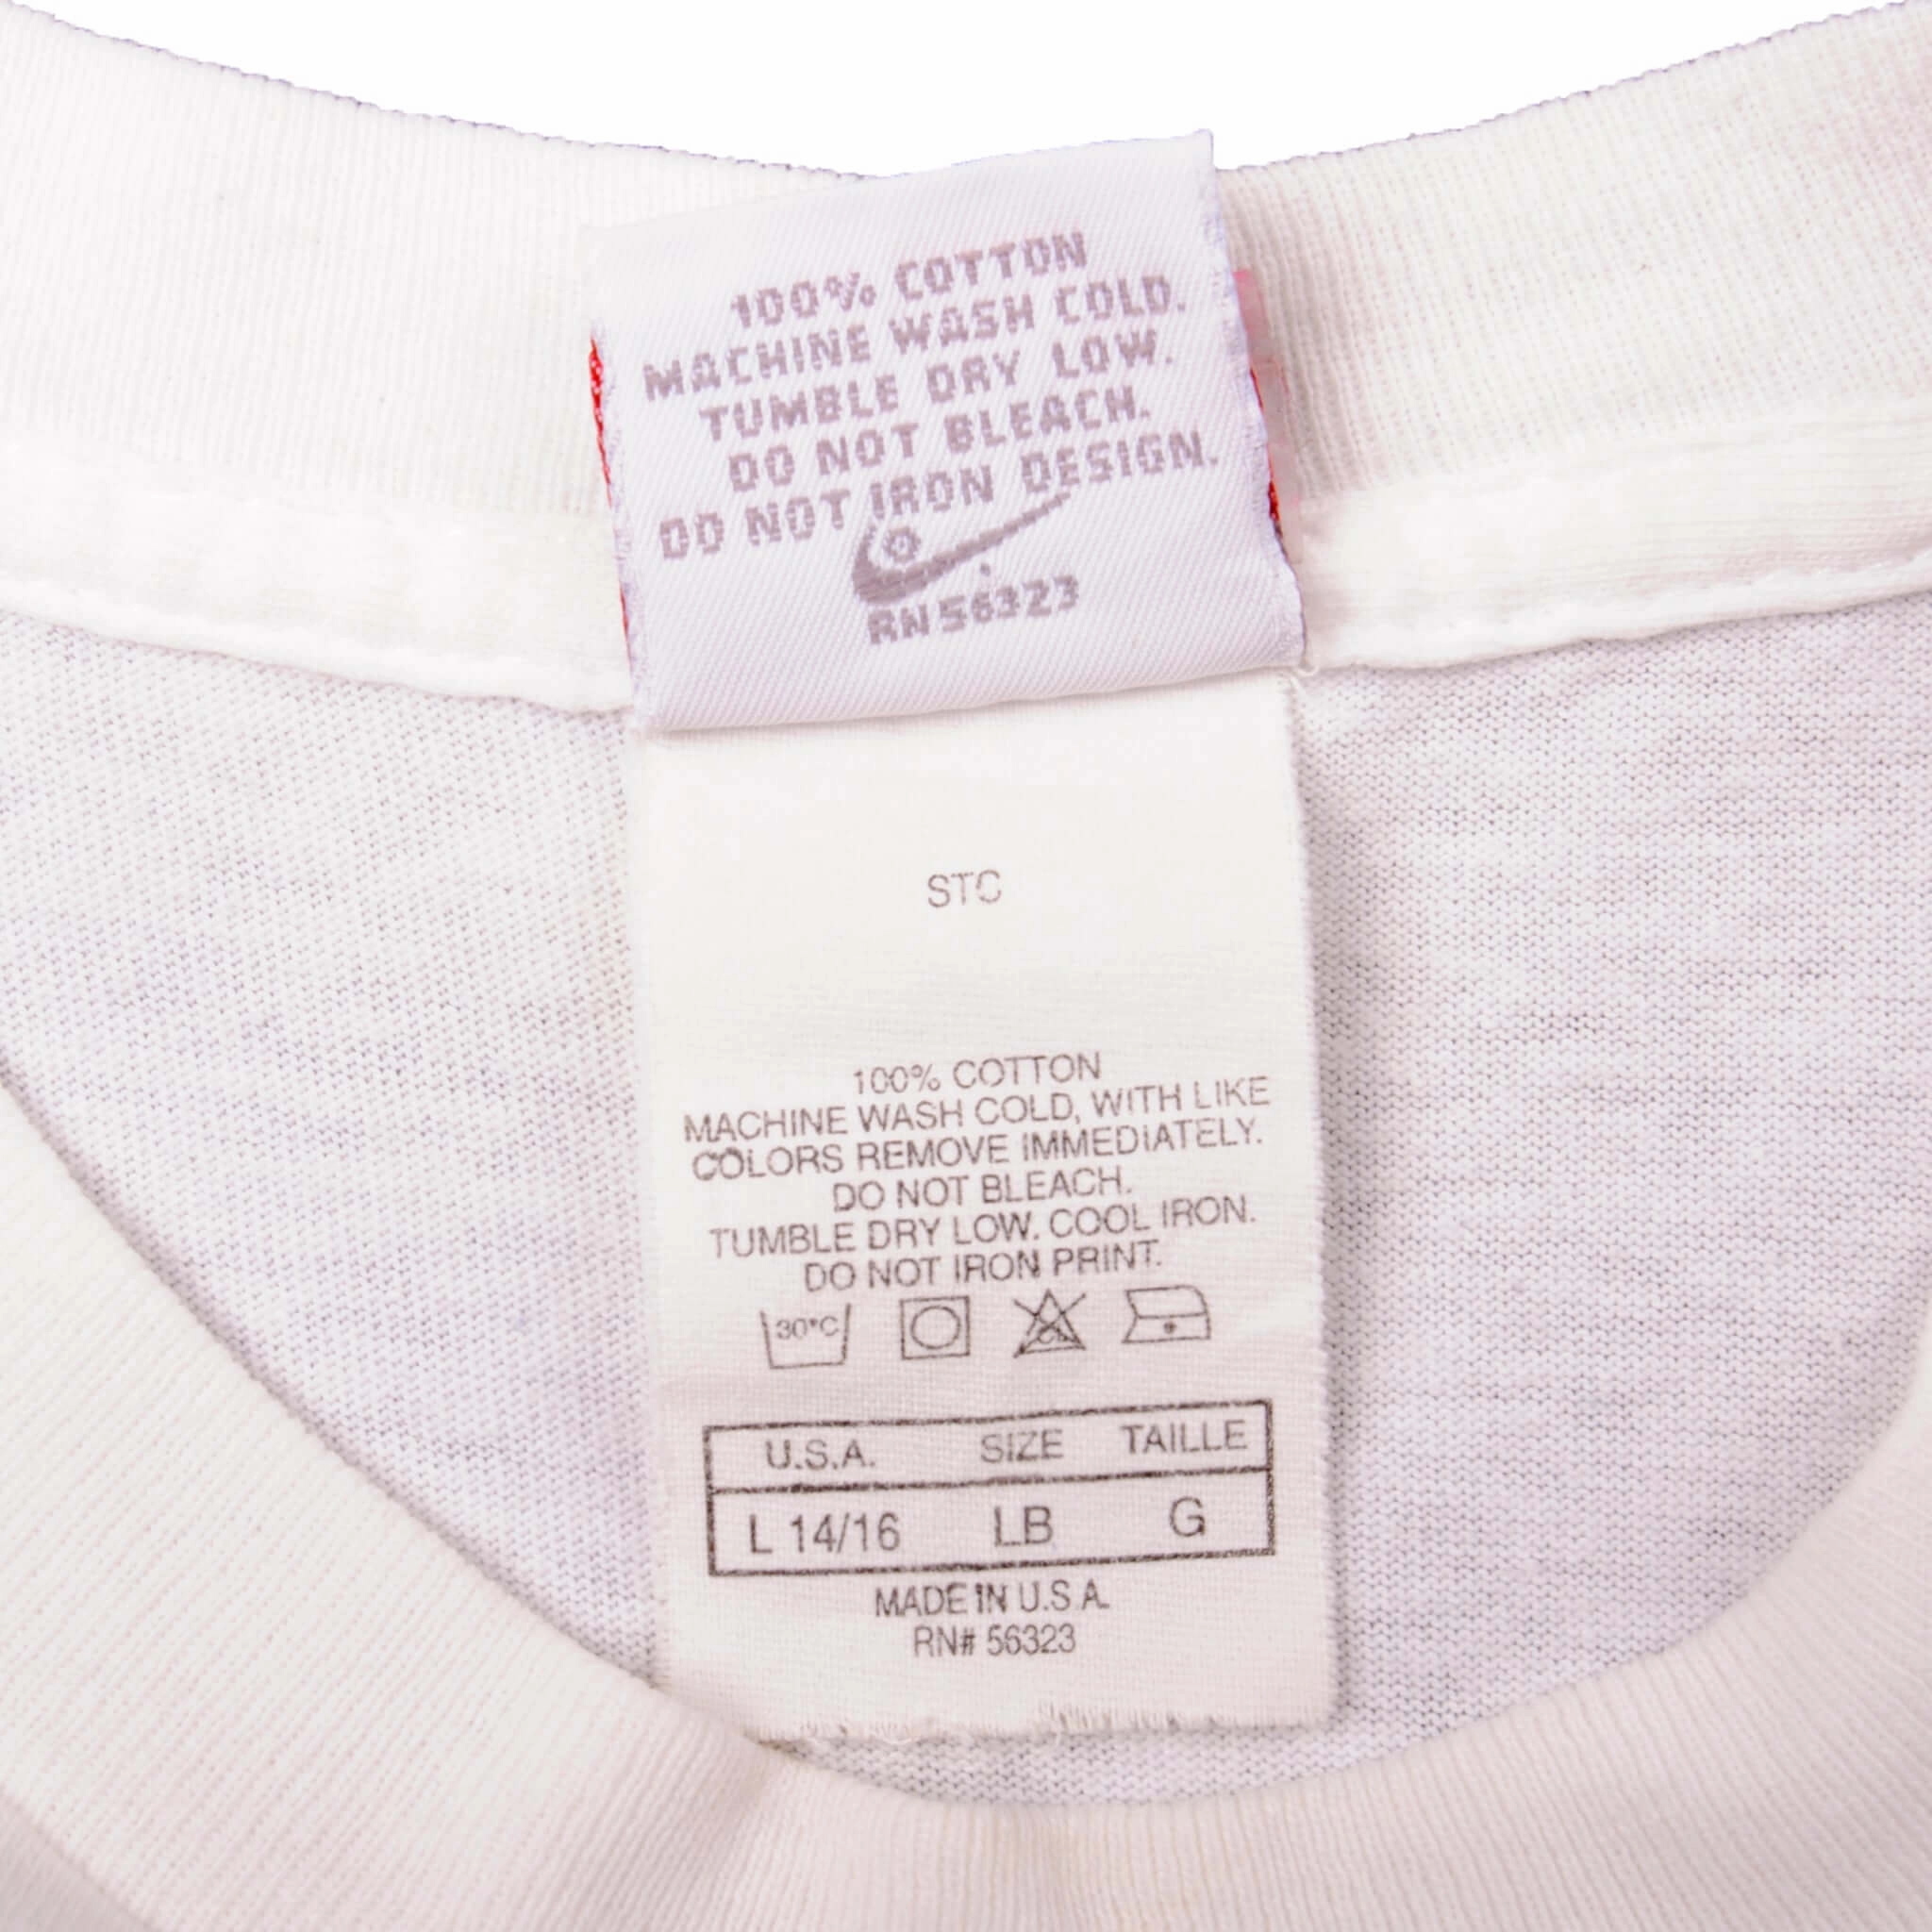 100% COTTON
MACHINE WASH COLD.
TUMBLE DRY LOW.
DO NOT BLEACH.
DO NOT IRON DESIGN.
RN 56323
STC
100% COTTON
MACHINE WASH COLD, WITH LIKE
COLORS REMOVE IMMEDIATELY.
DO NOT BLEACH.
TUMBLE DRY LOW. COOL IRON.
DO NOT IRON PRINT.
30°C CL
U.S.A. SIZE TAILLE
L 14/16 LB G
MADE IN U.S.A.
RN# 56323